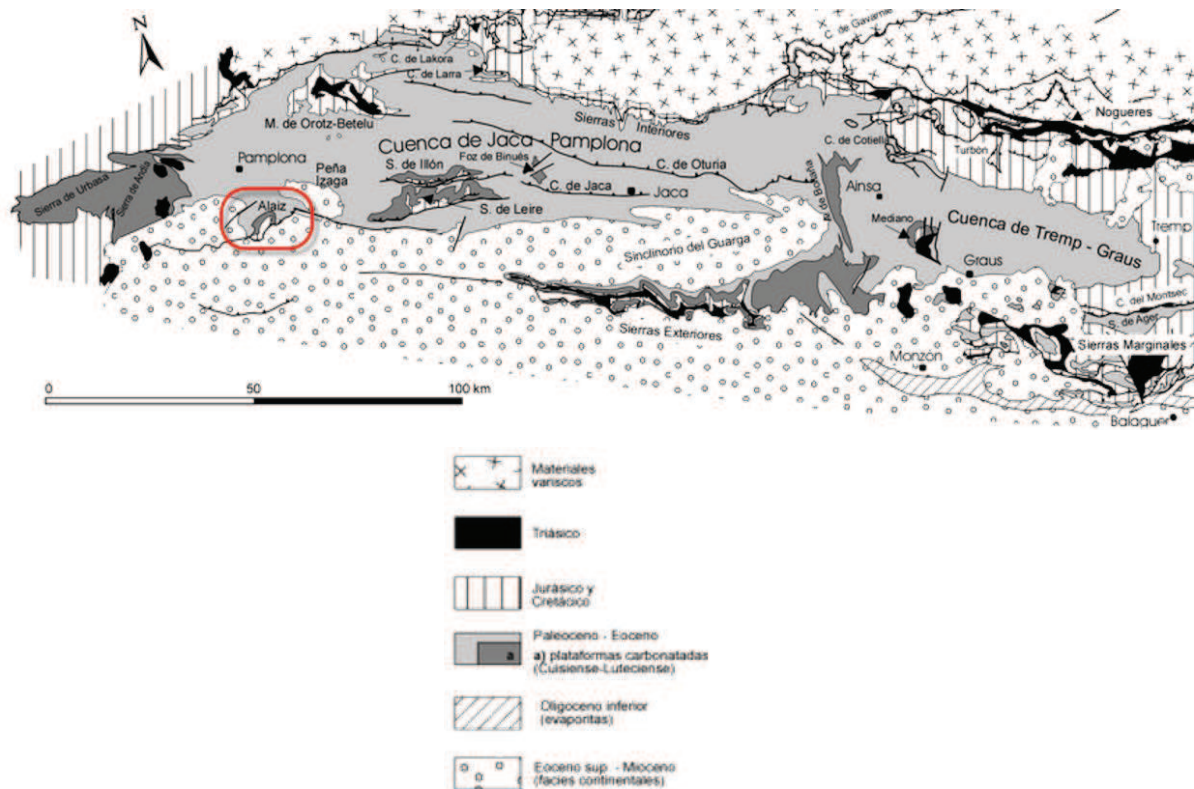 N
C. de Lakora
C. de Larra
C. de Gavarnie
M. de Orotz-Betelu
Sierras Interiores
Nogueres
Cuenca de Jaca - Pamplona
C. de Cotiella
Turbón
Pamplona
Peña
Izaga
S. de Illón
Foz de Binués
C. de Oturia
Sierra de Urbasa
Sierra de Andía
Alaiz
C. de Jaca
Jaca
A. de Boltaña
Ainsa
S. de Leire
Mediano
Cuenca de Tremp - Graus
Tremp
Sinclinorio del Guarga
Graus
C. del Montsec
S. de Ager
Sierras Exteriores
Sierras Marginales
Monzón
Balaguer
0 50 100 km
Materiales
variscos
Triásico
Jurásico y
Cretácico
Paleoceno - Eoceno
a a) plataformas carbonatadas
(Cuisiense-Luteciense)
Oligoceno inferior
(evaporitas)
Eoceno sup. - Mioceno
(facies continentales)